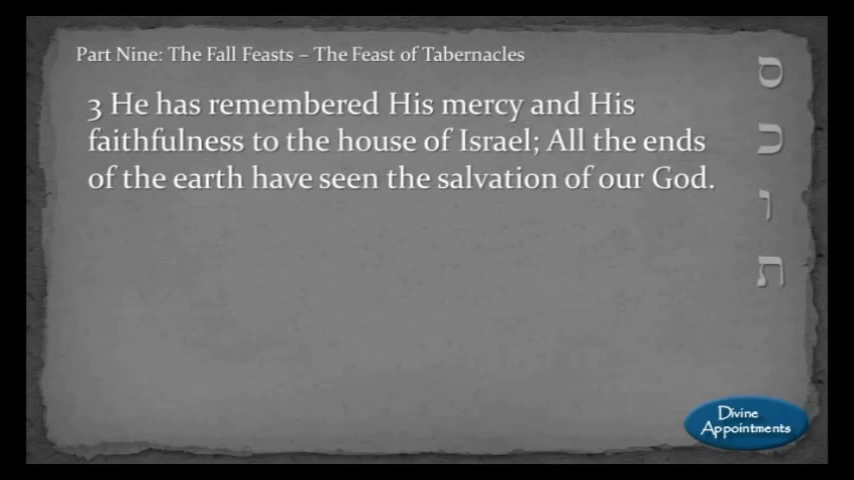 Part Nine: The Fall Feasts – The Feast of Tabernacles
3 He has remembered His mercy and His
faithfulness to the house of Israel; All the ends
of the earth have seen the salvation of our God.
ס
כ
י
ת
Divine
Appointments